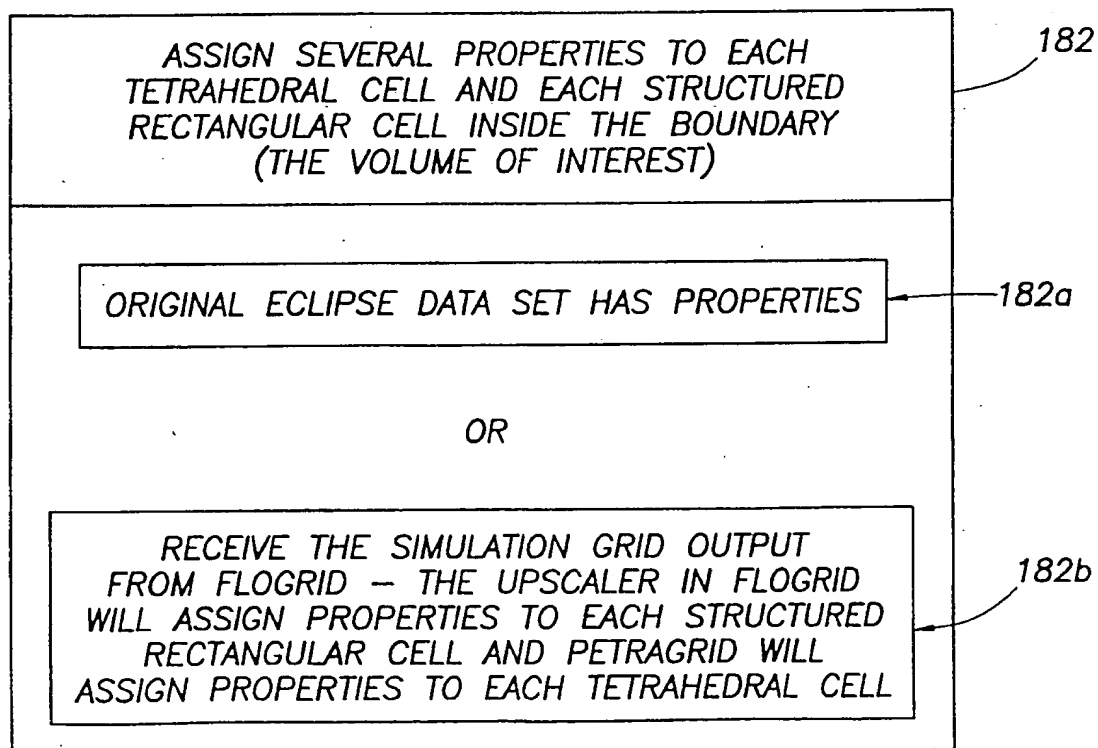 ASSIGN SEVERAL PROPERTIES TO EACH
TETRAHEDRAL CELL AND EACH STRUCTURED
RECTANGULAR CELL INSIDE THE BOUNDARY
(THE VOLUME OF INTEREST)
182
ORIGINAL ECLIPSE DATA SET HAS PROPERTIES
182a
OR
RECEIVE THE SIMULATION GRID OUTPUT
FROM FLOGRID – THE UPSCALER IN FLOGRID
WILL ASSIGN PROPERTIES TO EACH STRUCTURED
RECTANGULAR CELL AND PETRAGRID WILL
ASSIGN PROPERTIES TO EACH TETRAHEDRAL CELL
182b